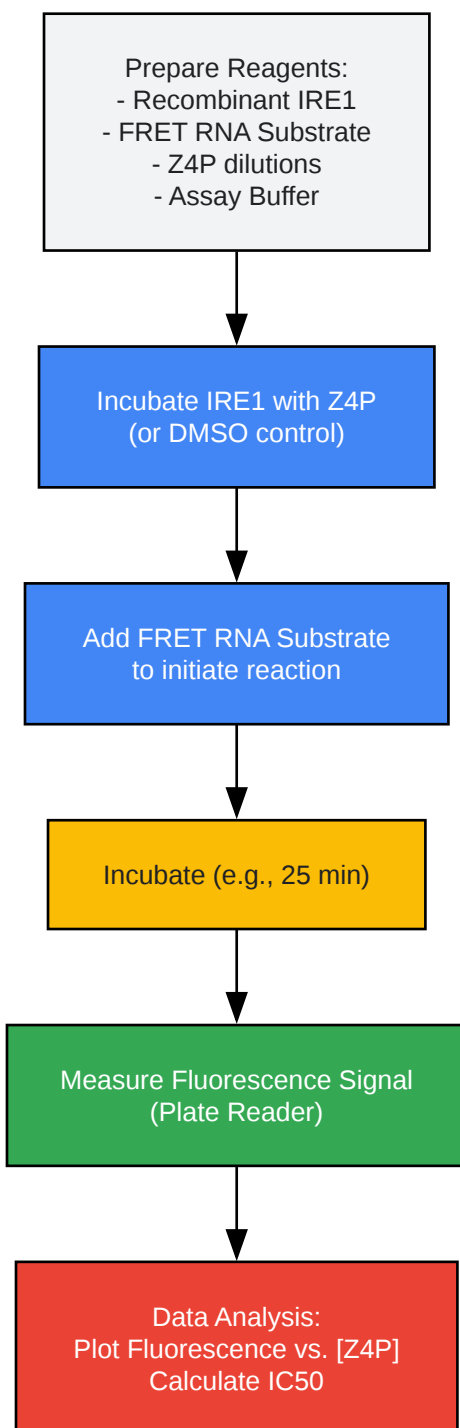 Prepare Reagents:
- Recombinant IRE1
- FRET RNA Substrate
- Z4P dilutions
- Assay Buffer
Incubate IRE1 with Z4P
(or DMSO control)
Add FRET RNA Substrate
to initiate reaction
Incubate (e.g., 25 min)
Measure Fluorescence Signal
(Plate Reader)
Data Analysis:
Plot Fluorescence vs. [Z4P]
Calculate IC50